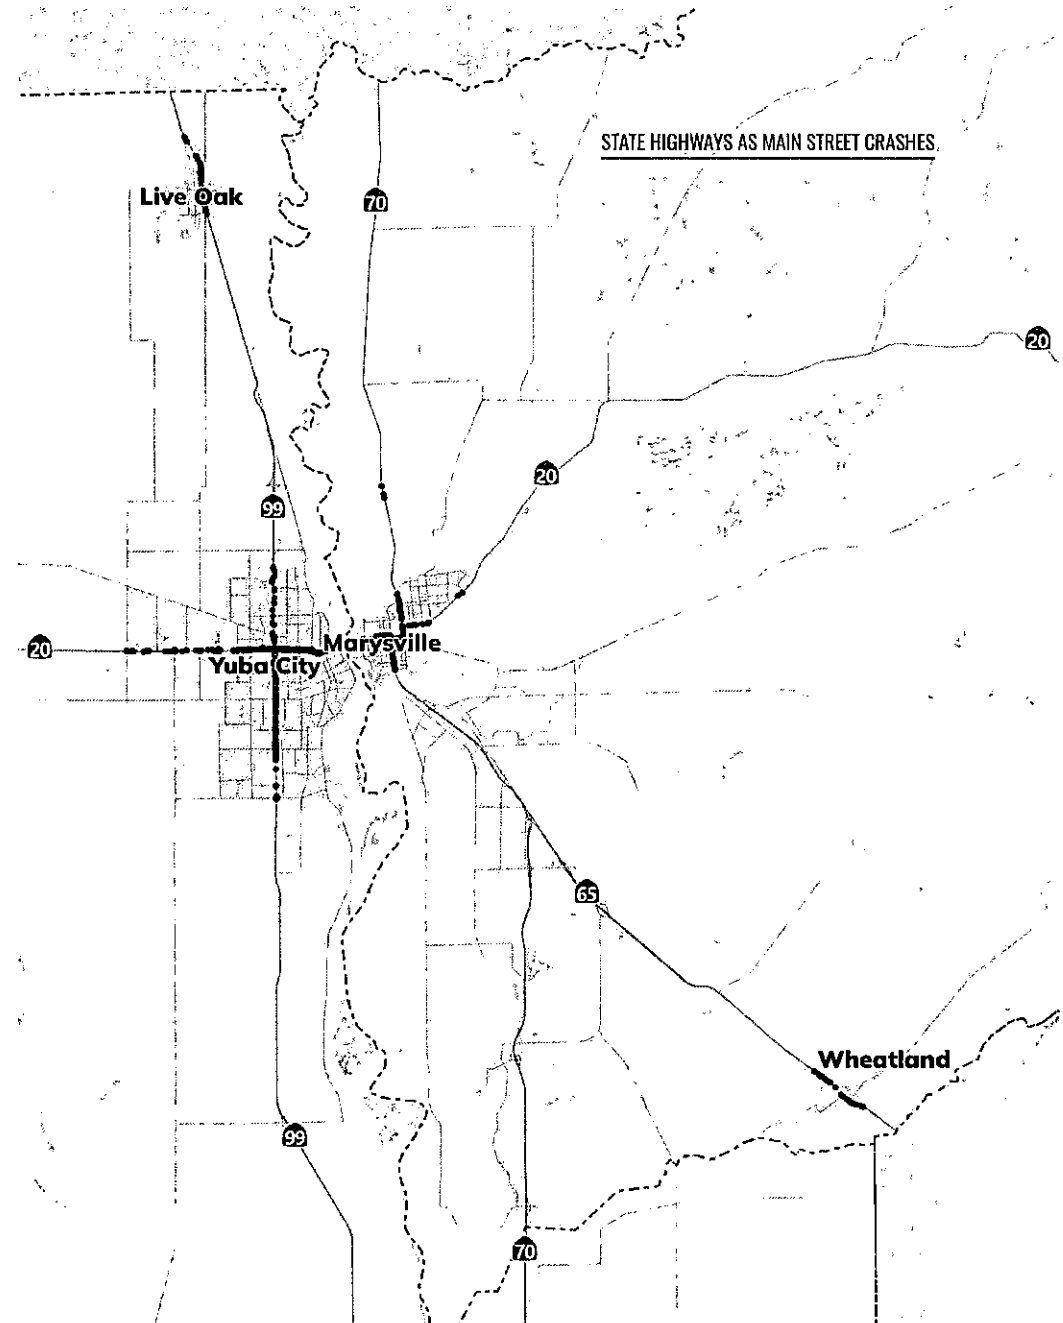 STATE HIGHWAYS AS MAIN STREET CRASHES
Live Oak
70
20
20
99
20
Marysville
Yuba City
65
Wheatland
99
70